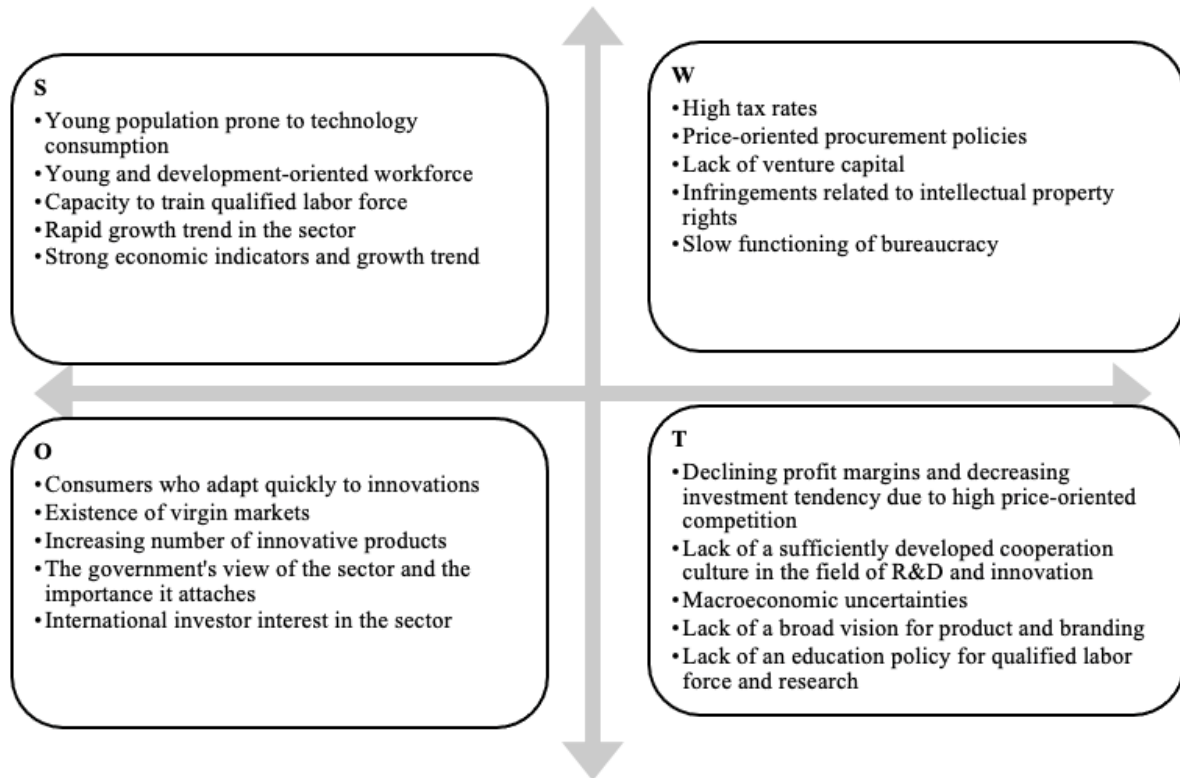 S
•Young population prone to technology
consumption
•Young and development-oriented workforce
•Capacity to train qualified labor force
•Rapid growth trend in the sector
•Strong economic indicators and growth trend
W
•High tax rates
•Price-oriented procurement policies
•Lack of venture capital
•Infringements related to intellectual property
rights
•Slow functioning of bureaucracy
O
•Consumers who adapt quickly to innovations
•Existence of virgin markets
•Increasing number of innovative products
•The government's view of the sector and the
importance it attaches
•International investor interest in the sector
T
•Declining profit margins and decreasing
investment tendency due to high price-oriented
competition
•Lack of a sufficiently developed cooperation
culture in the field of R&D and innovation
•Macroeconomic uncertainties
•Lack of a broad vision for product and branding
•Lack of an education policy for qualified labor
force and research